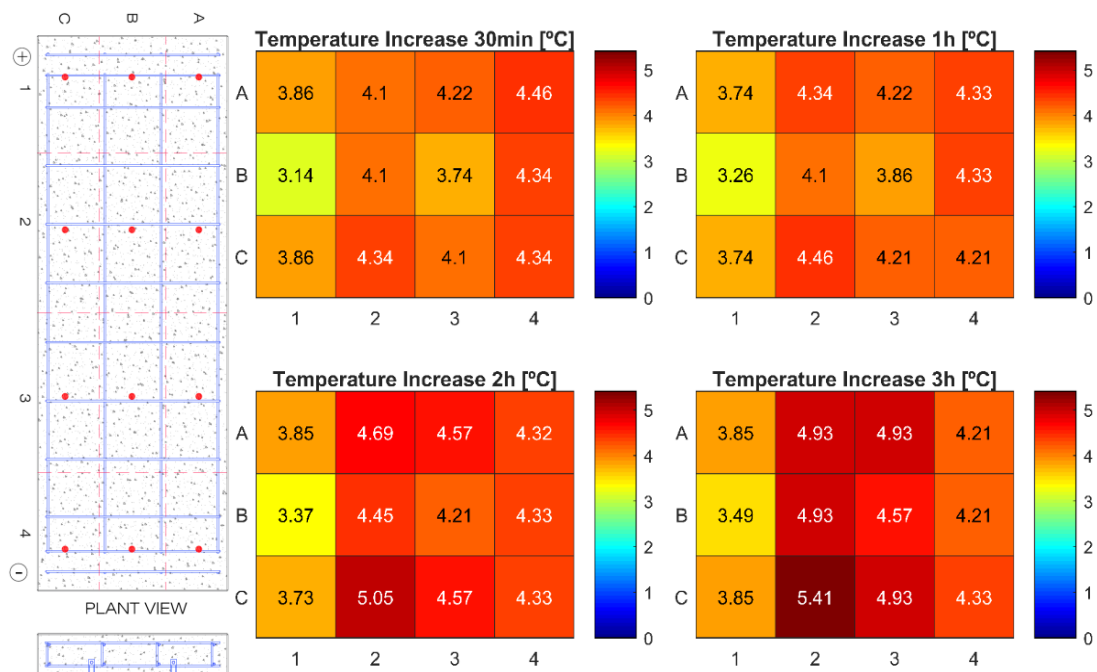 C B A
+
1
2
3
4
-
PLANT VIEW
Temperature Increase 30min [ºC]
A 3.86 4.1 4.22 4.46
B 3.14 4.1 3.74 4.34
C 3.86 4.34 4.1 4.34
1 2 3 4
5
4
3
2
1
0
Temperature Increase 1h [ºC]
A 3.74 4.34 4.22 4.33
B 3.26 4.1 3.86 4.33
C 3.74 4.46 4.21 4.21
1 2 3 4
5
4
3
2
1
0
Temperature Increase 2h [ºC]
A 3.85 4.69 4.57 4.32
B 3.37 4.45 4.21 4.33
C 3.73 5.05 4.57 4.33
1 2 3 4
5
4
3
2
1
0
Temperature Increase 3h [ºC]
A 3.85 4.93 4.93 4.21
B 3.49 4.93 4.57 4.21
C 3.85 5.41 4.93 4.33
1 2 3 4
5
4
3
2
1
0